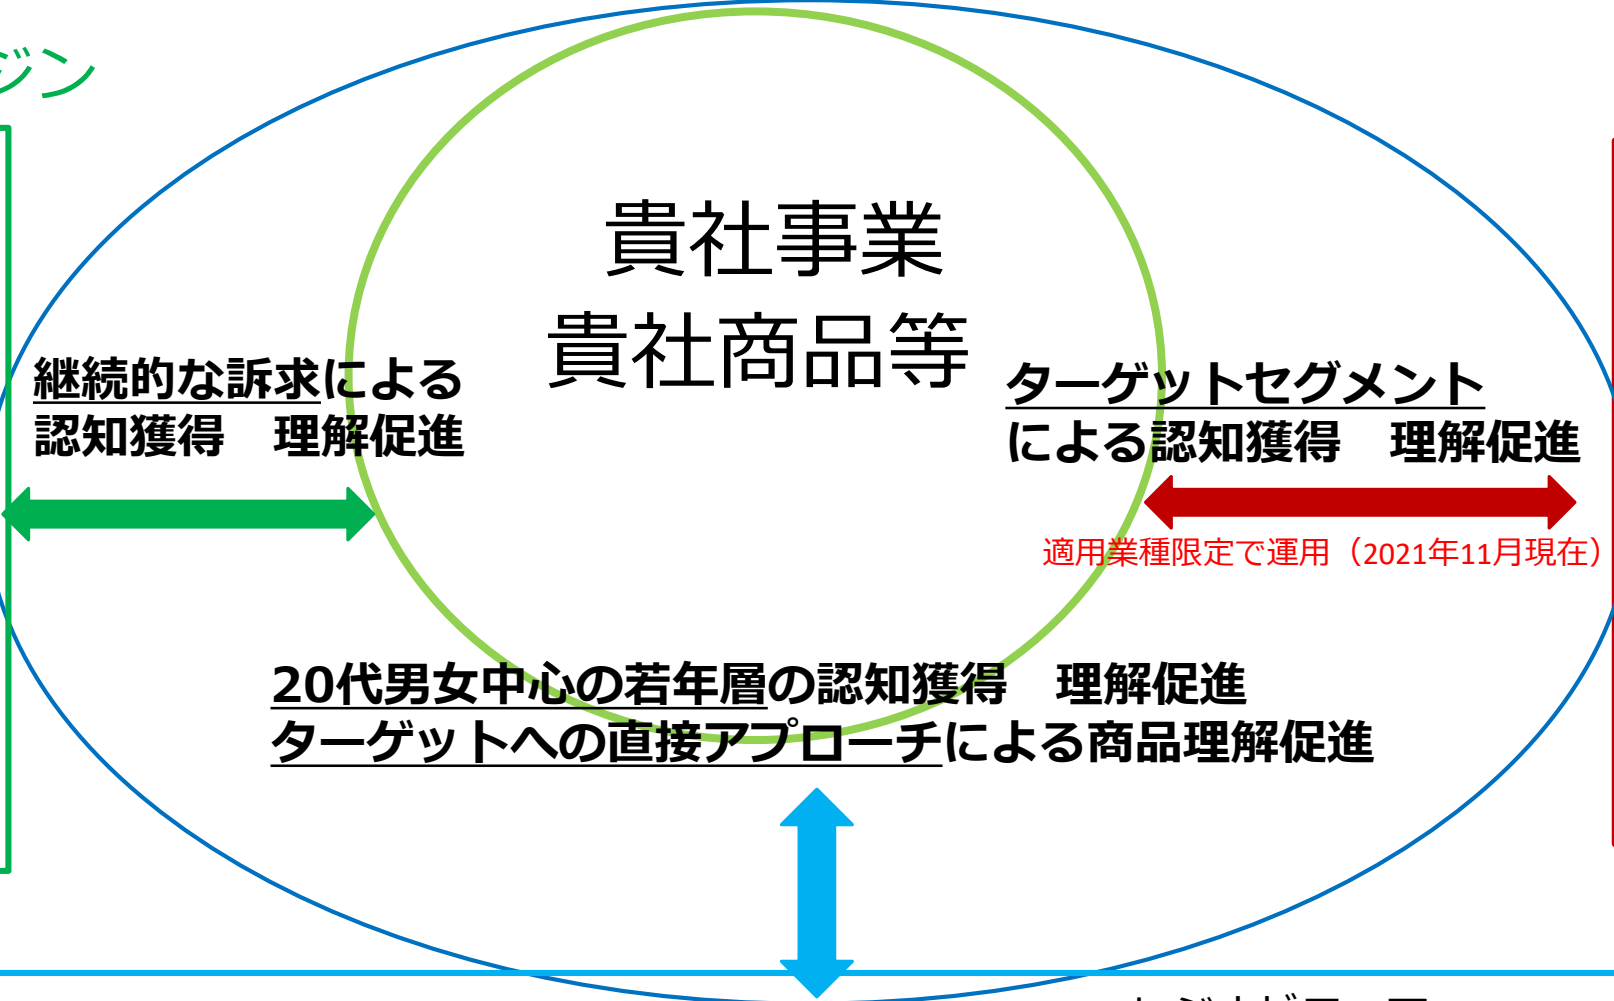 ジン
貴社事業
貴社商品等
継続的な訴求による
認知獲得　理解促進
ターゲットセグメント
による認知獲得　理解促進
適用業種限定で運用（2021年11月現在）
20代男女中心の若年層の認知獲得　理解促進
ターゲットへの直接アプローチによる商品理解促進